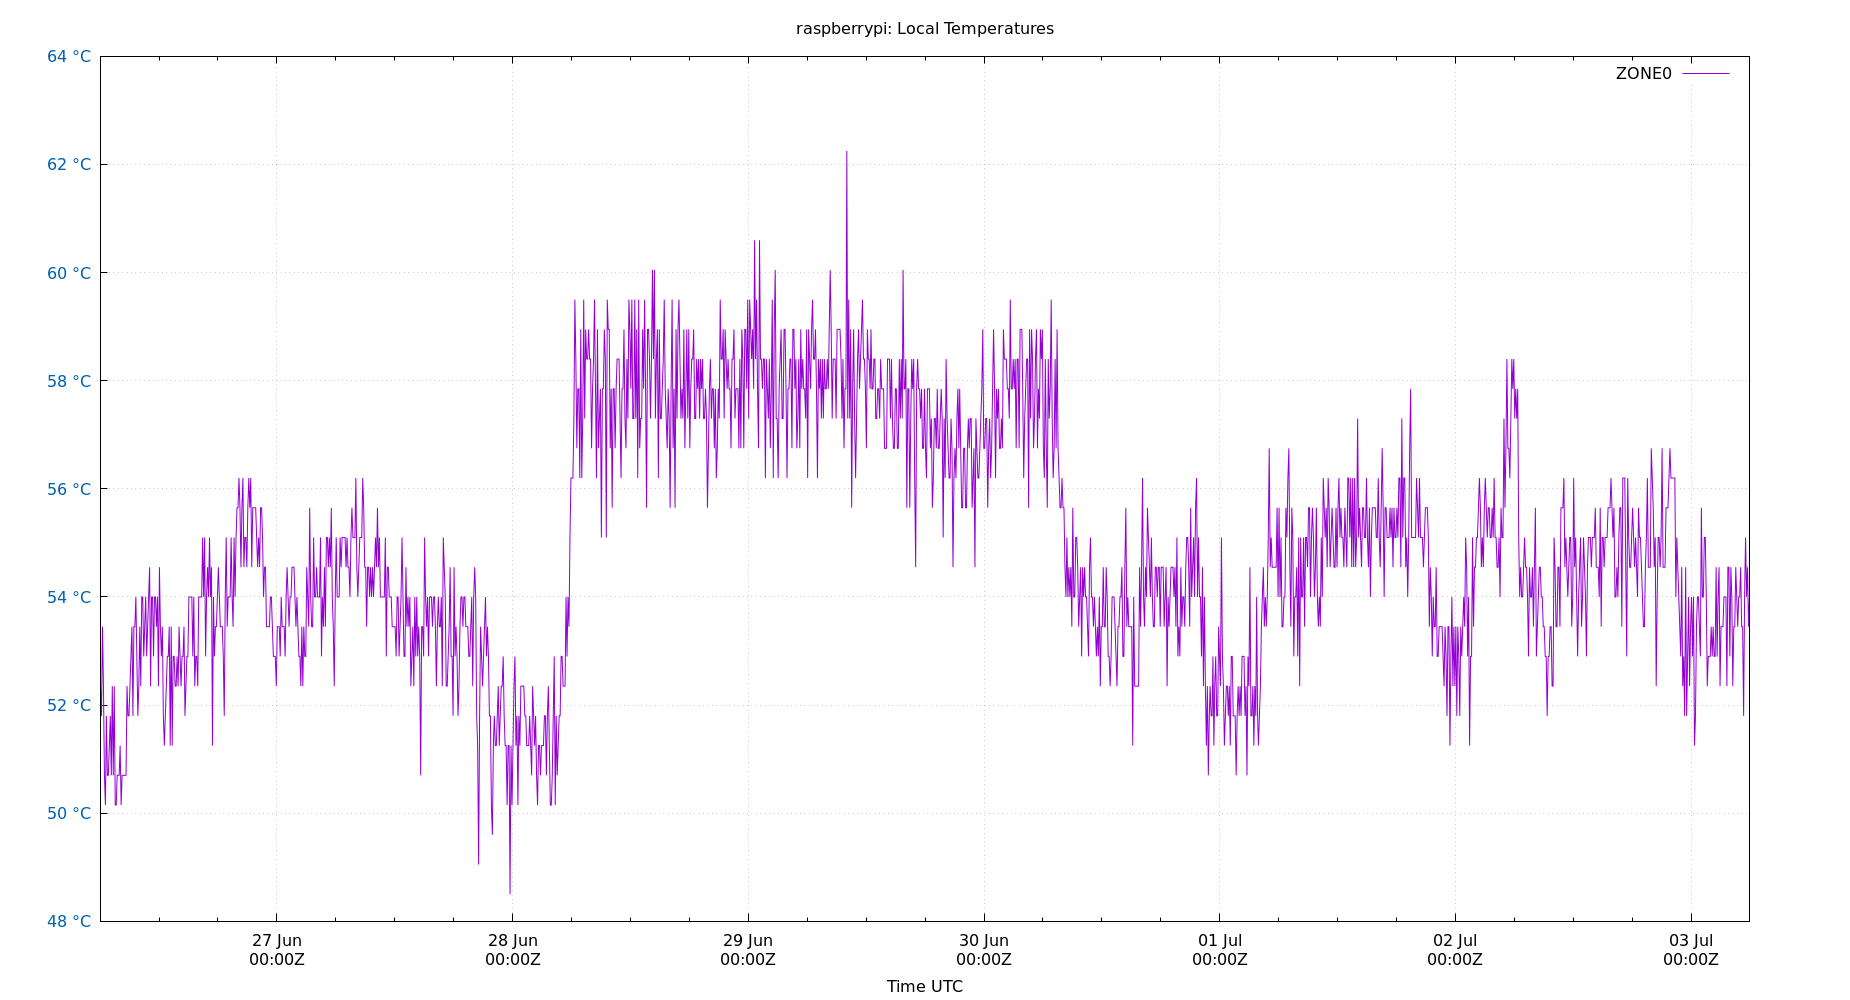 raspberrypi: Local Temperatures
64 °C
ZONE0
62 °C
60 °C
58 °C
56 °C
54 °C
52 °C
50 °C
48 °C
27 Jun 28 Jun 29 Jun 30 Jun 01 Jul 02 Jul 03 Jul
00:00Z 00:00Z 00:00Z 00:00Z 00:00Z 00:00Z 00:00Z
Time UTC